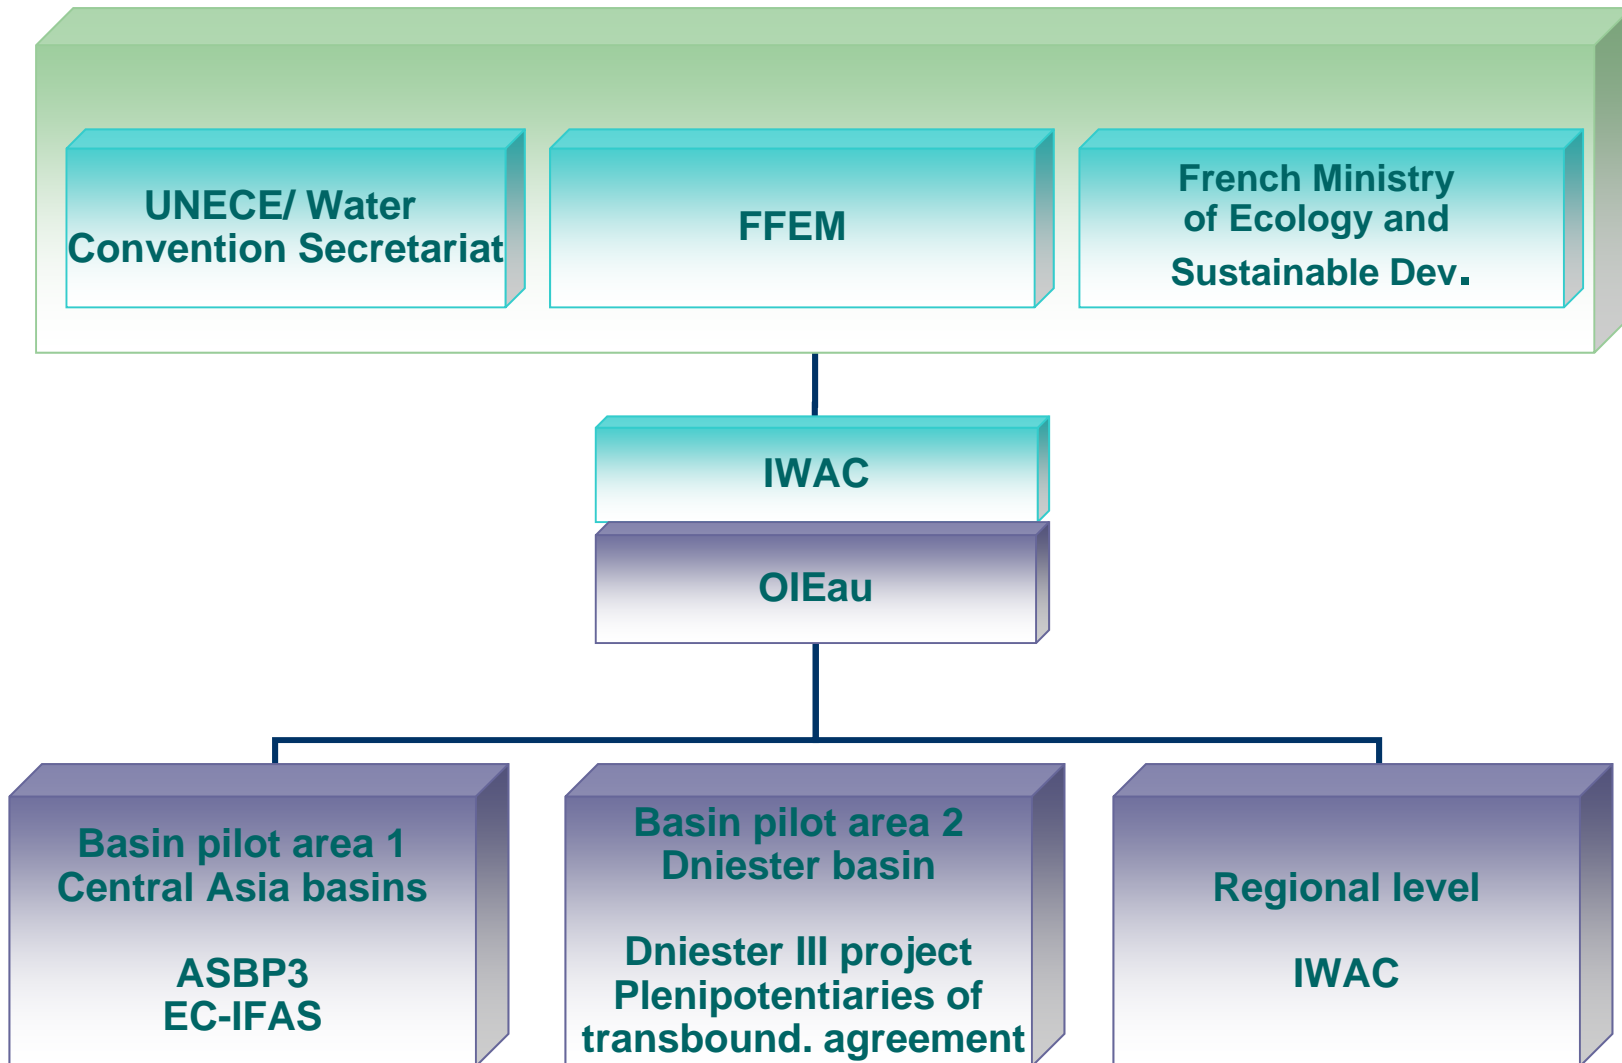 UNECE/ Water
Convention Secretariat
FFEM
French Ministry
of Ecology and
Sustainable Dev.
IWAC
OIEau
Basin pilot area 1
Central Asia basins
ASBP3
EC-IFAS
Basin pilot area 2
Dniester basin
Dniester III project
Plenipotentiaries of
transbound. agreement
Regional level
IWAC